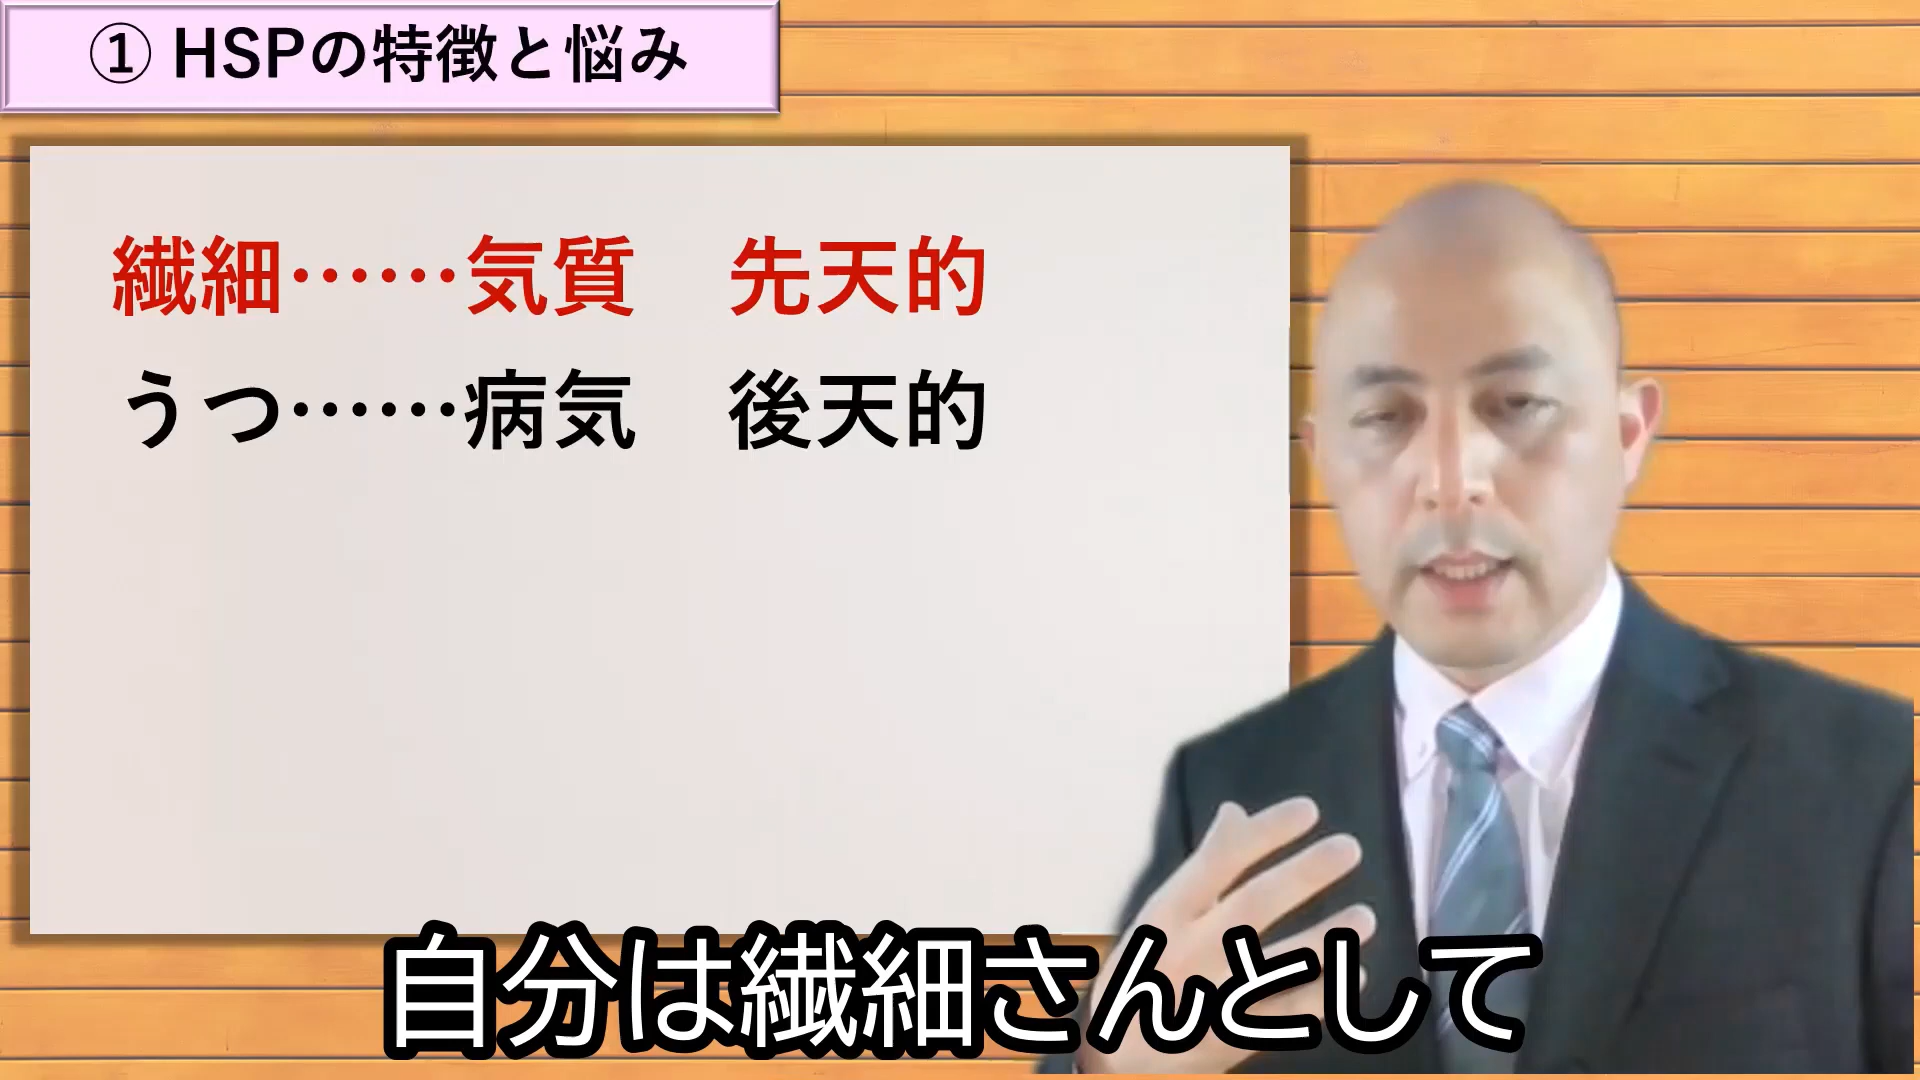 ① HSPの特徴と悩み
繊細……気質　先天的
うつ……病気　後天的
自分は繊細さんとして